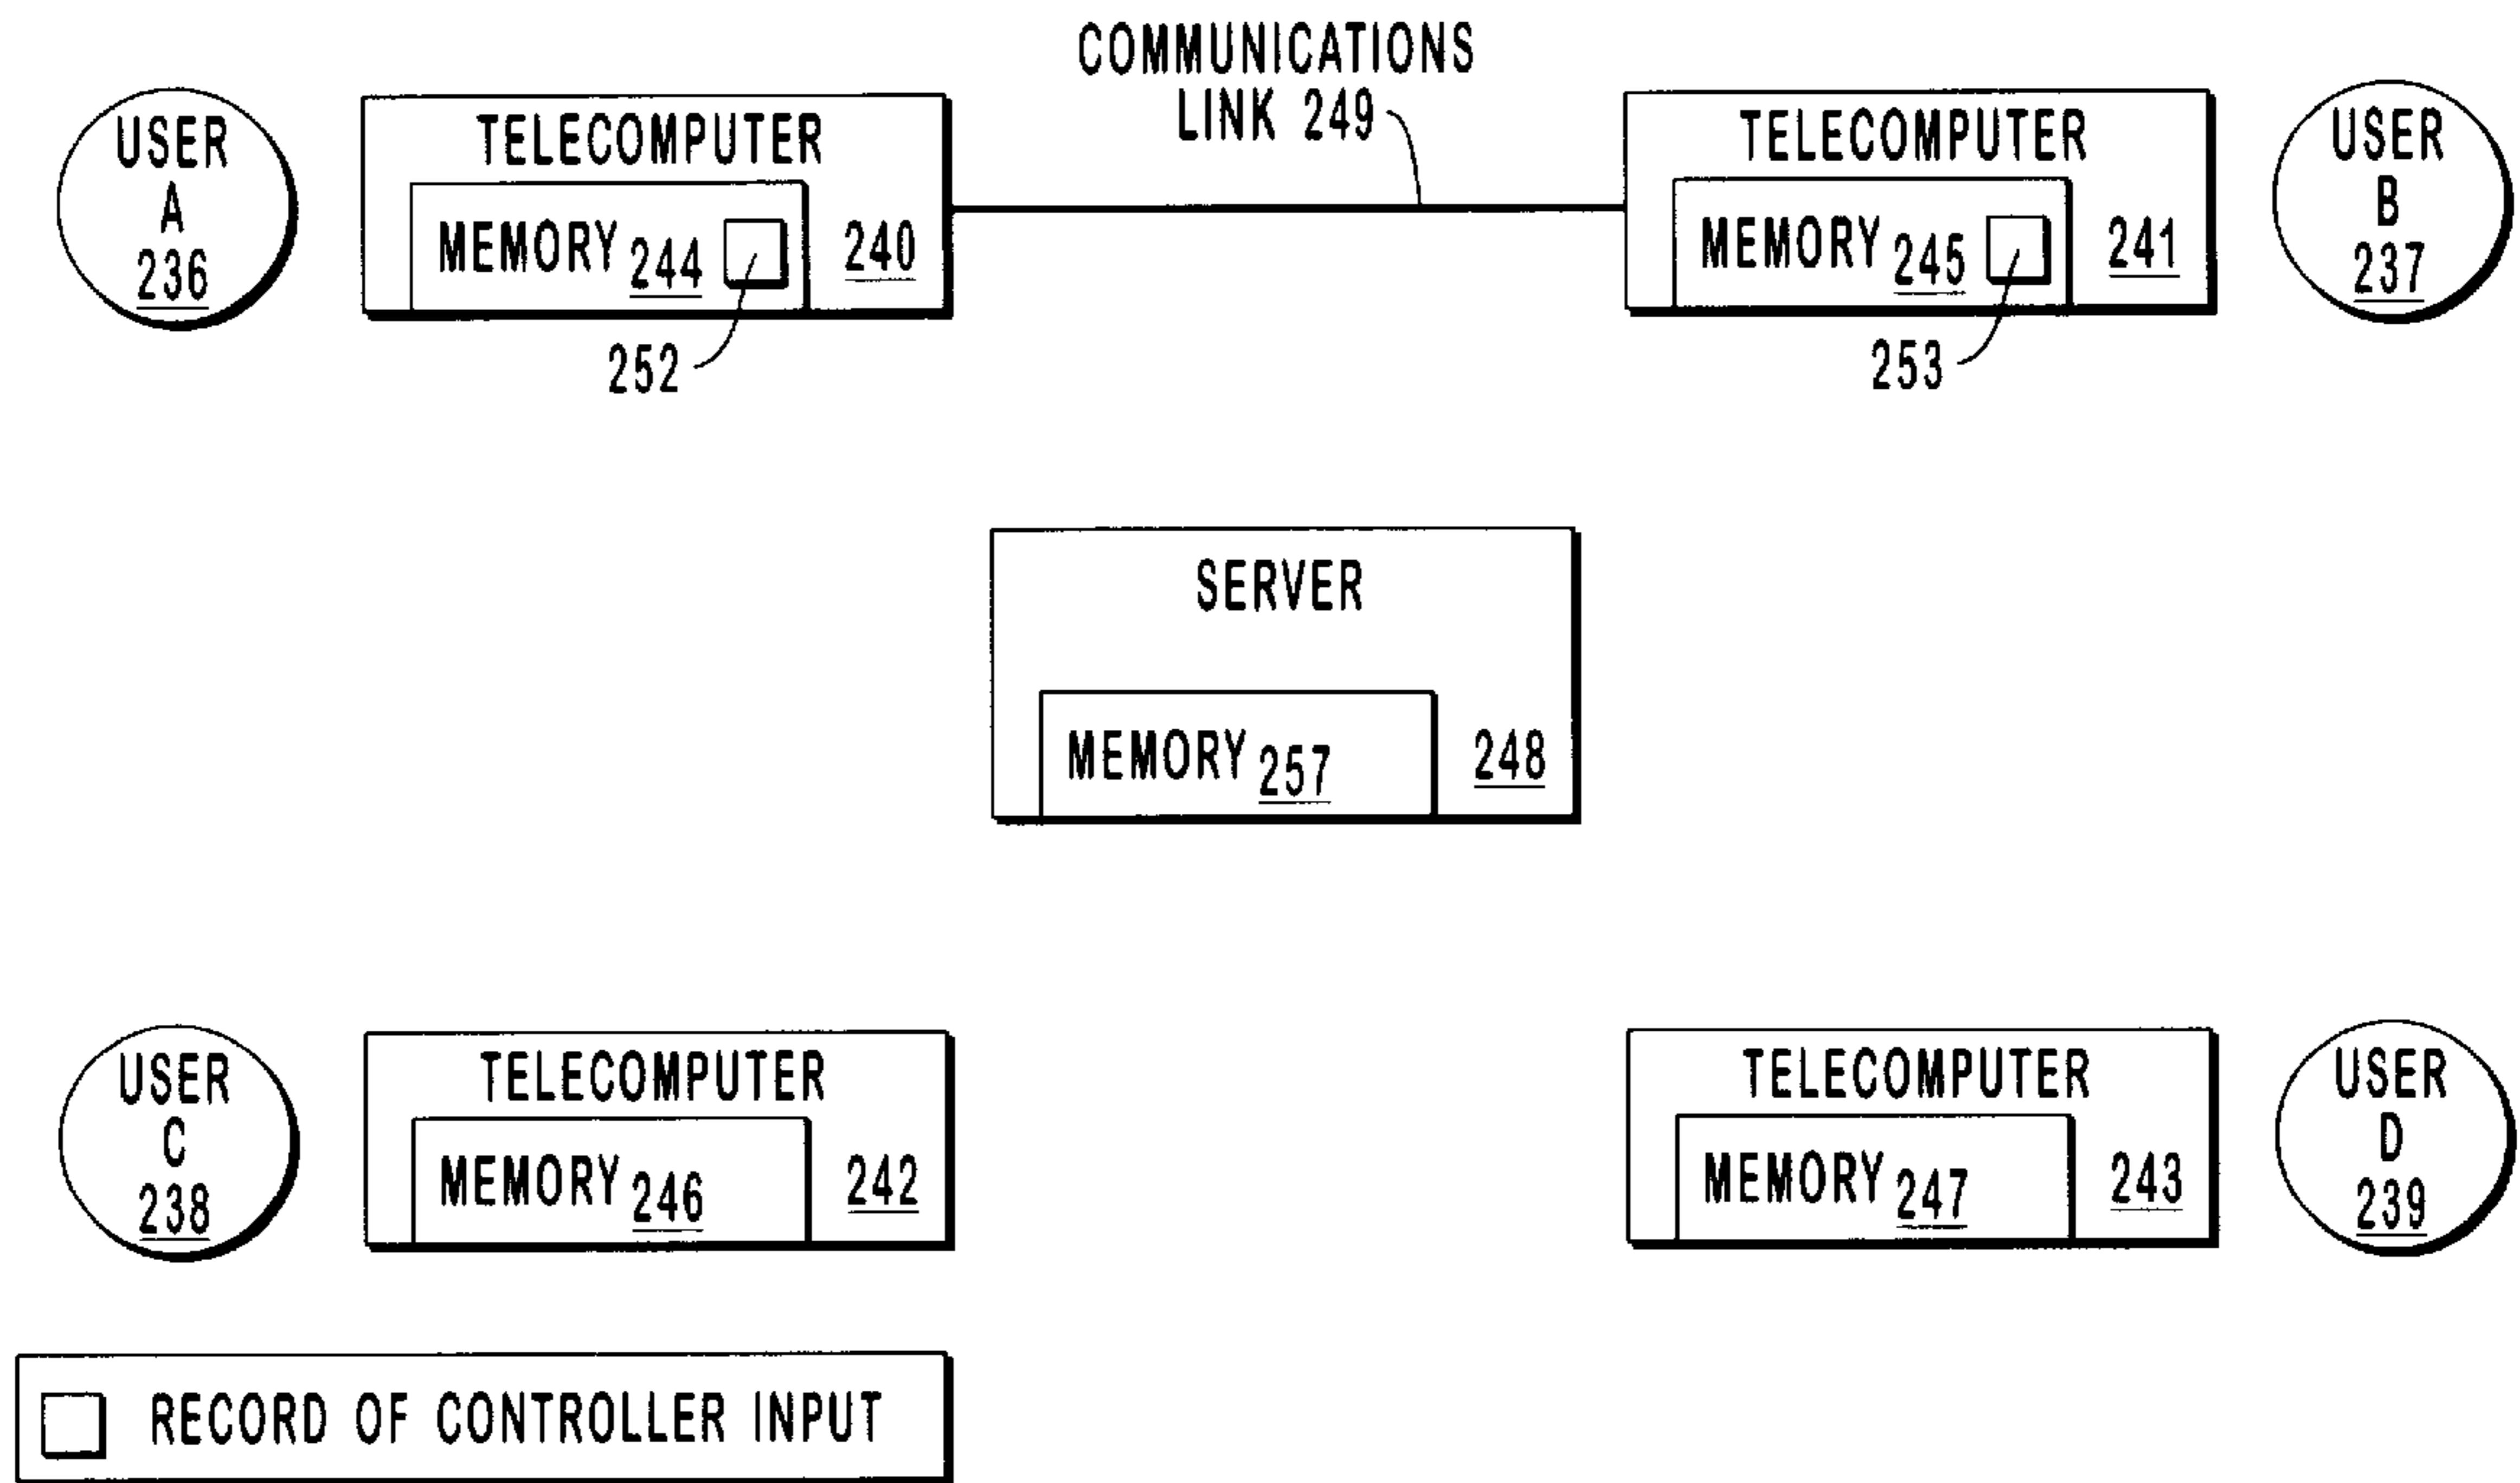 COMMUNICATIONS
LINK 249
USER
A
236
TELECOMPUTER
MEMORY 244
240
252
TELECOMPUTER
MEMORY 245
241
253
USER
B
237
SERVER
MEMORY 257
248
USER
C
238
TELECOMPUTER
MEMORY 246
242
TELECOMPUTER
MEMORY 247
243
USER
D
239
RECORD OF CONTROLLER INPUT